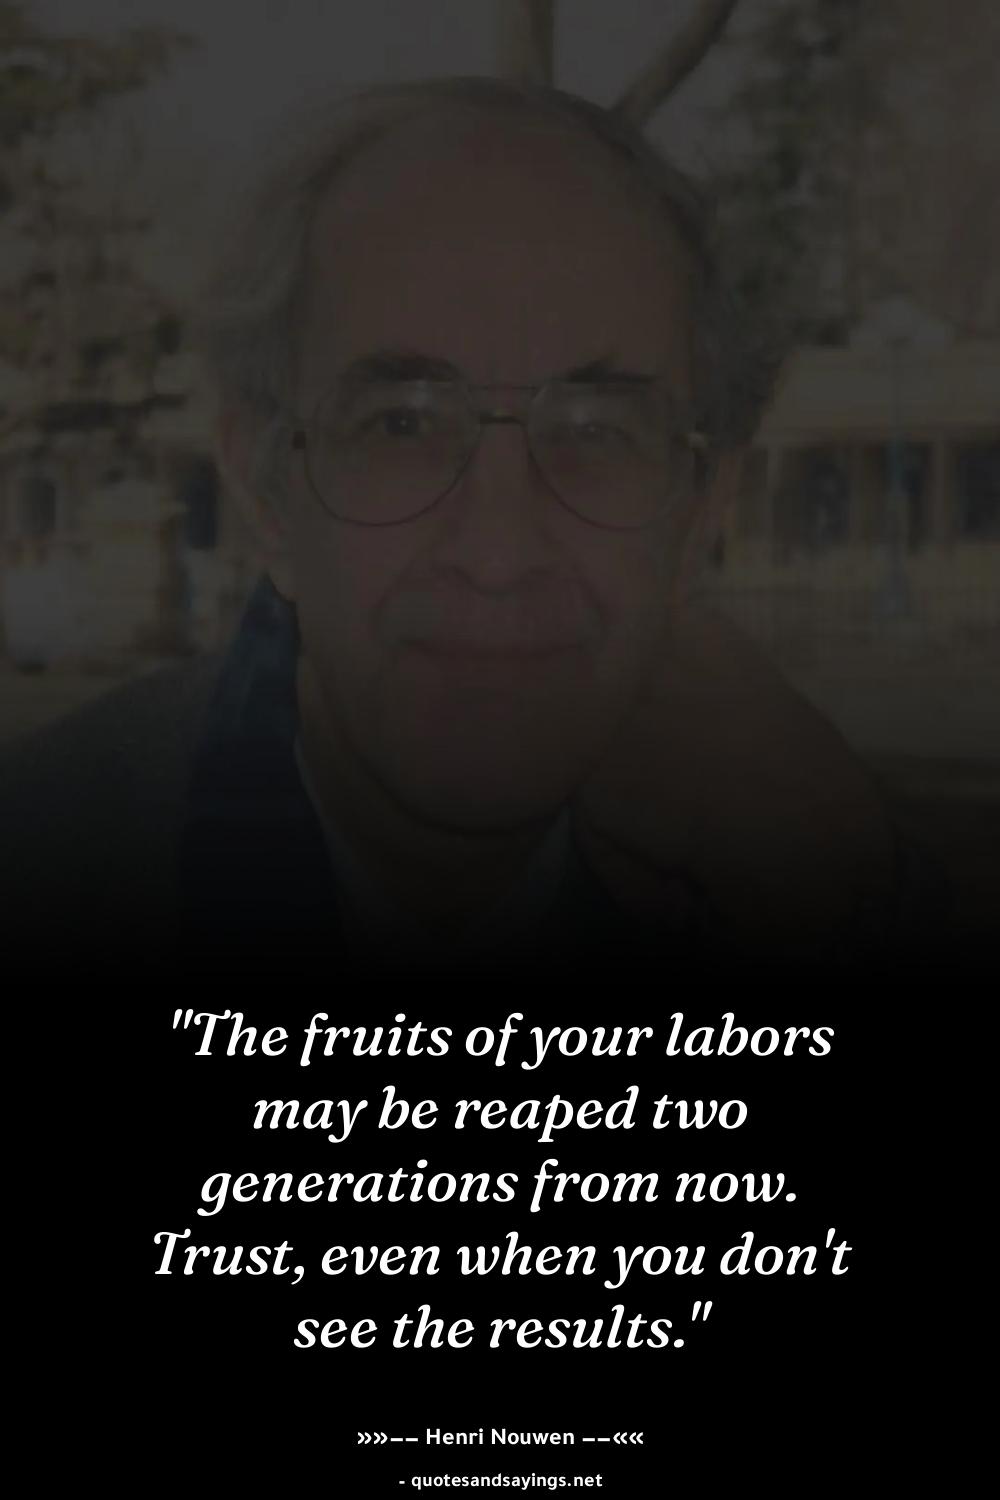 "The fruits of your labors
may be reaped two
generations from now.
Trust, even when you don't
see the results."
»»–– Henri Nouwen ––««
- quotesandsayings.net